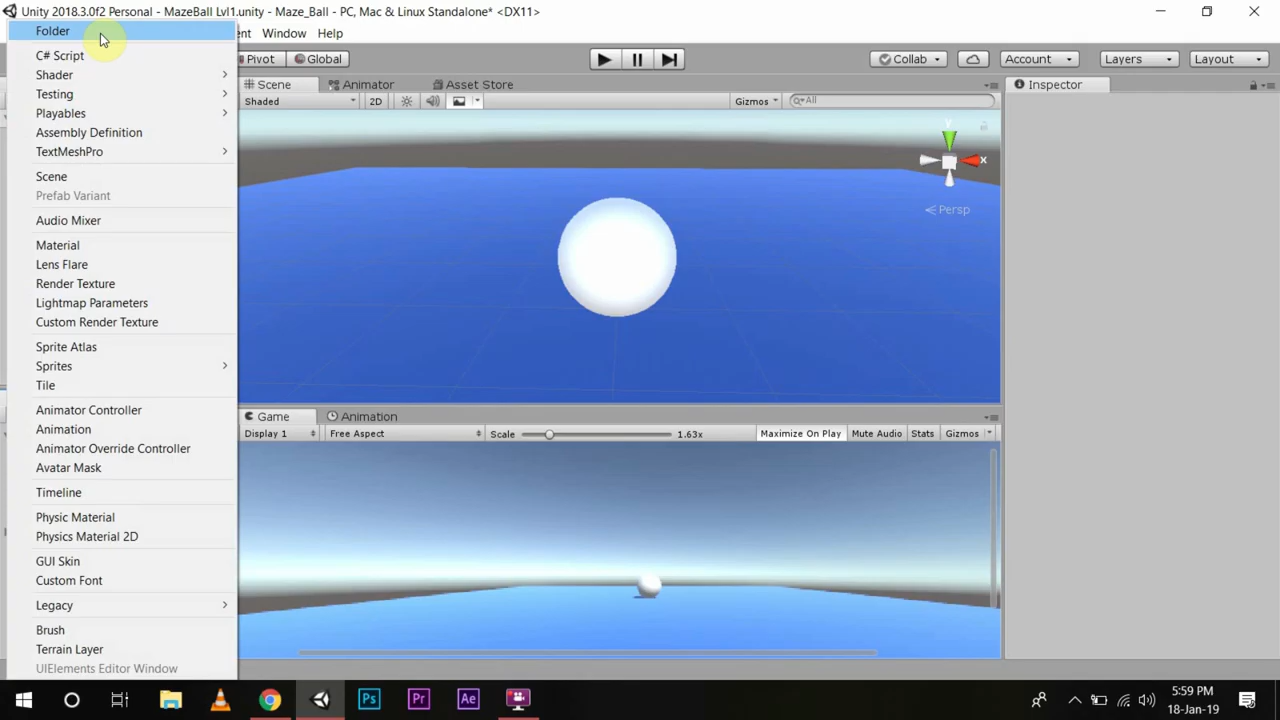 Unity 2018.3.0f2 Personal - MazeBall Lvl1.unity - Maze_Ball - PC, Mac & Linux Standalone* <DX11>
ent Window Help
Pivot Global Collab Account Layers Layout
Scene Animator Asset Store Inspector
Shaded 2D Gizmos All
Folder
C# Script
Shader
Testing
Playables
Assembly Definition
TextMeshPro
Scene
Prefab Variant
Audio Mixer
Material
Lens Flare
Render Texture
Lightmap Parameters
Custom Render Texture
Sprite Atlas
Sprites
Tile
Animator Controller
Animation
Animator Override Controller
Avatar Mask
Timeline
Physic Material
Physics Material 2D
GUI Skin
Custom Font
Legacy
Brush
Terrain Layer
UIElements Editor Window
y
x
Persp
Game Animation
Display 1 Free Aspect Scale 1.63x Maximize On Play Mute Audio Stats Gizmos
Ps Pr Ae
5:59 PM
18-Jan-19